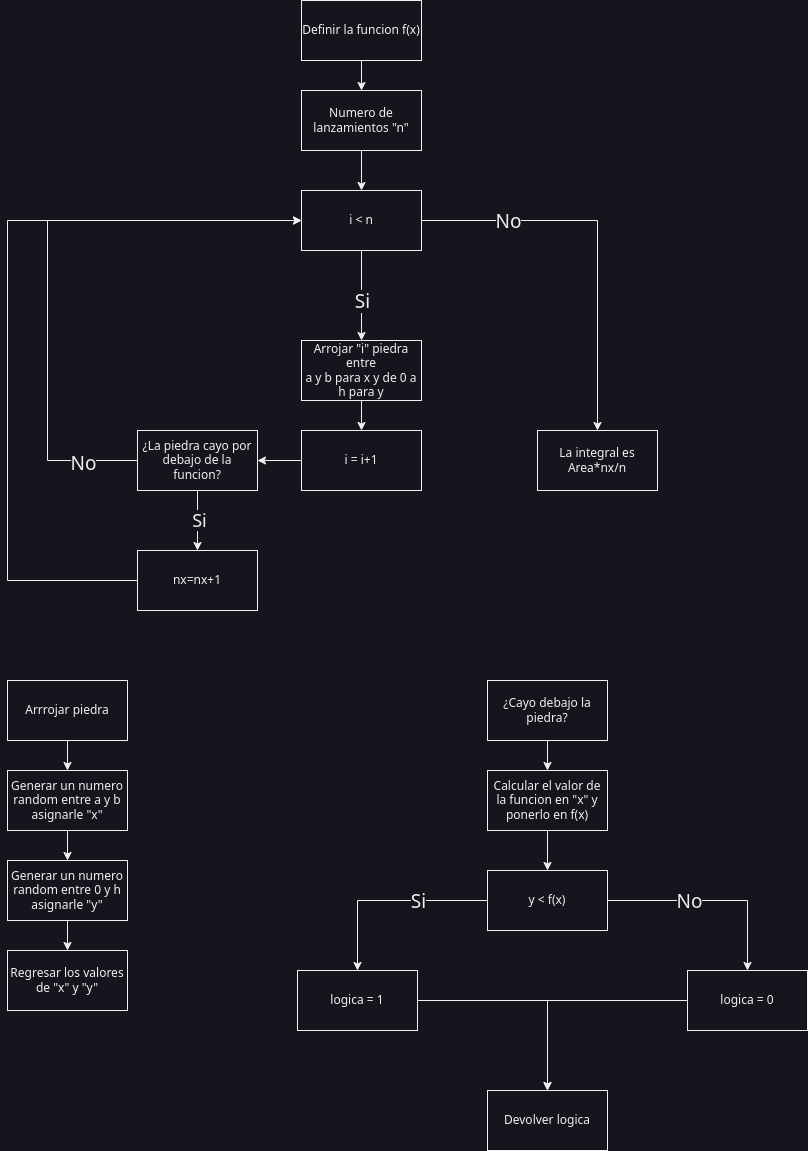 Definir la funcion f(x)
Numero de
lanzamientos "n"
i < n
No
Si
Arrojar "i" piedra
entre
a y b para x y de 0 a
h para y
¿La piedra cayo por
debajo de la
funcion?
i = i+1
La integral es
Area*nx/n
No
Si
nx=nx+1
Arrrojar piedra
Generar un numero
random entre a y b
asignarle "x"
Generar un numero
random entre 0 y h
asignarle "y"
Regresar los valores
de "x" y "y"
¿Cayo debajo la
piedra?
Calcular el valor de
la funcion en "x" y
ponerlo en f(x)
Si
y < f(x)
No
logica = 1
logica = 0
Devolver logica